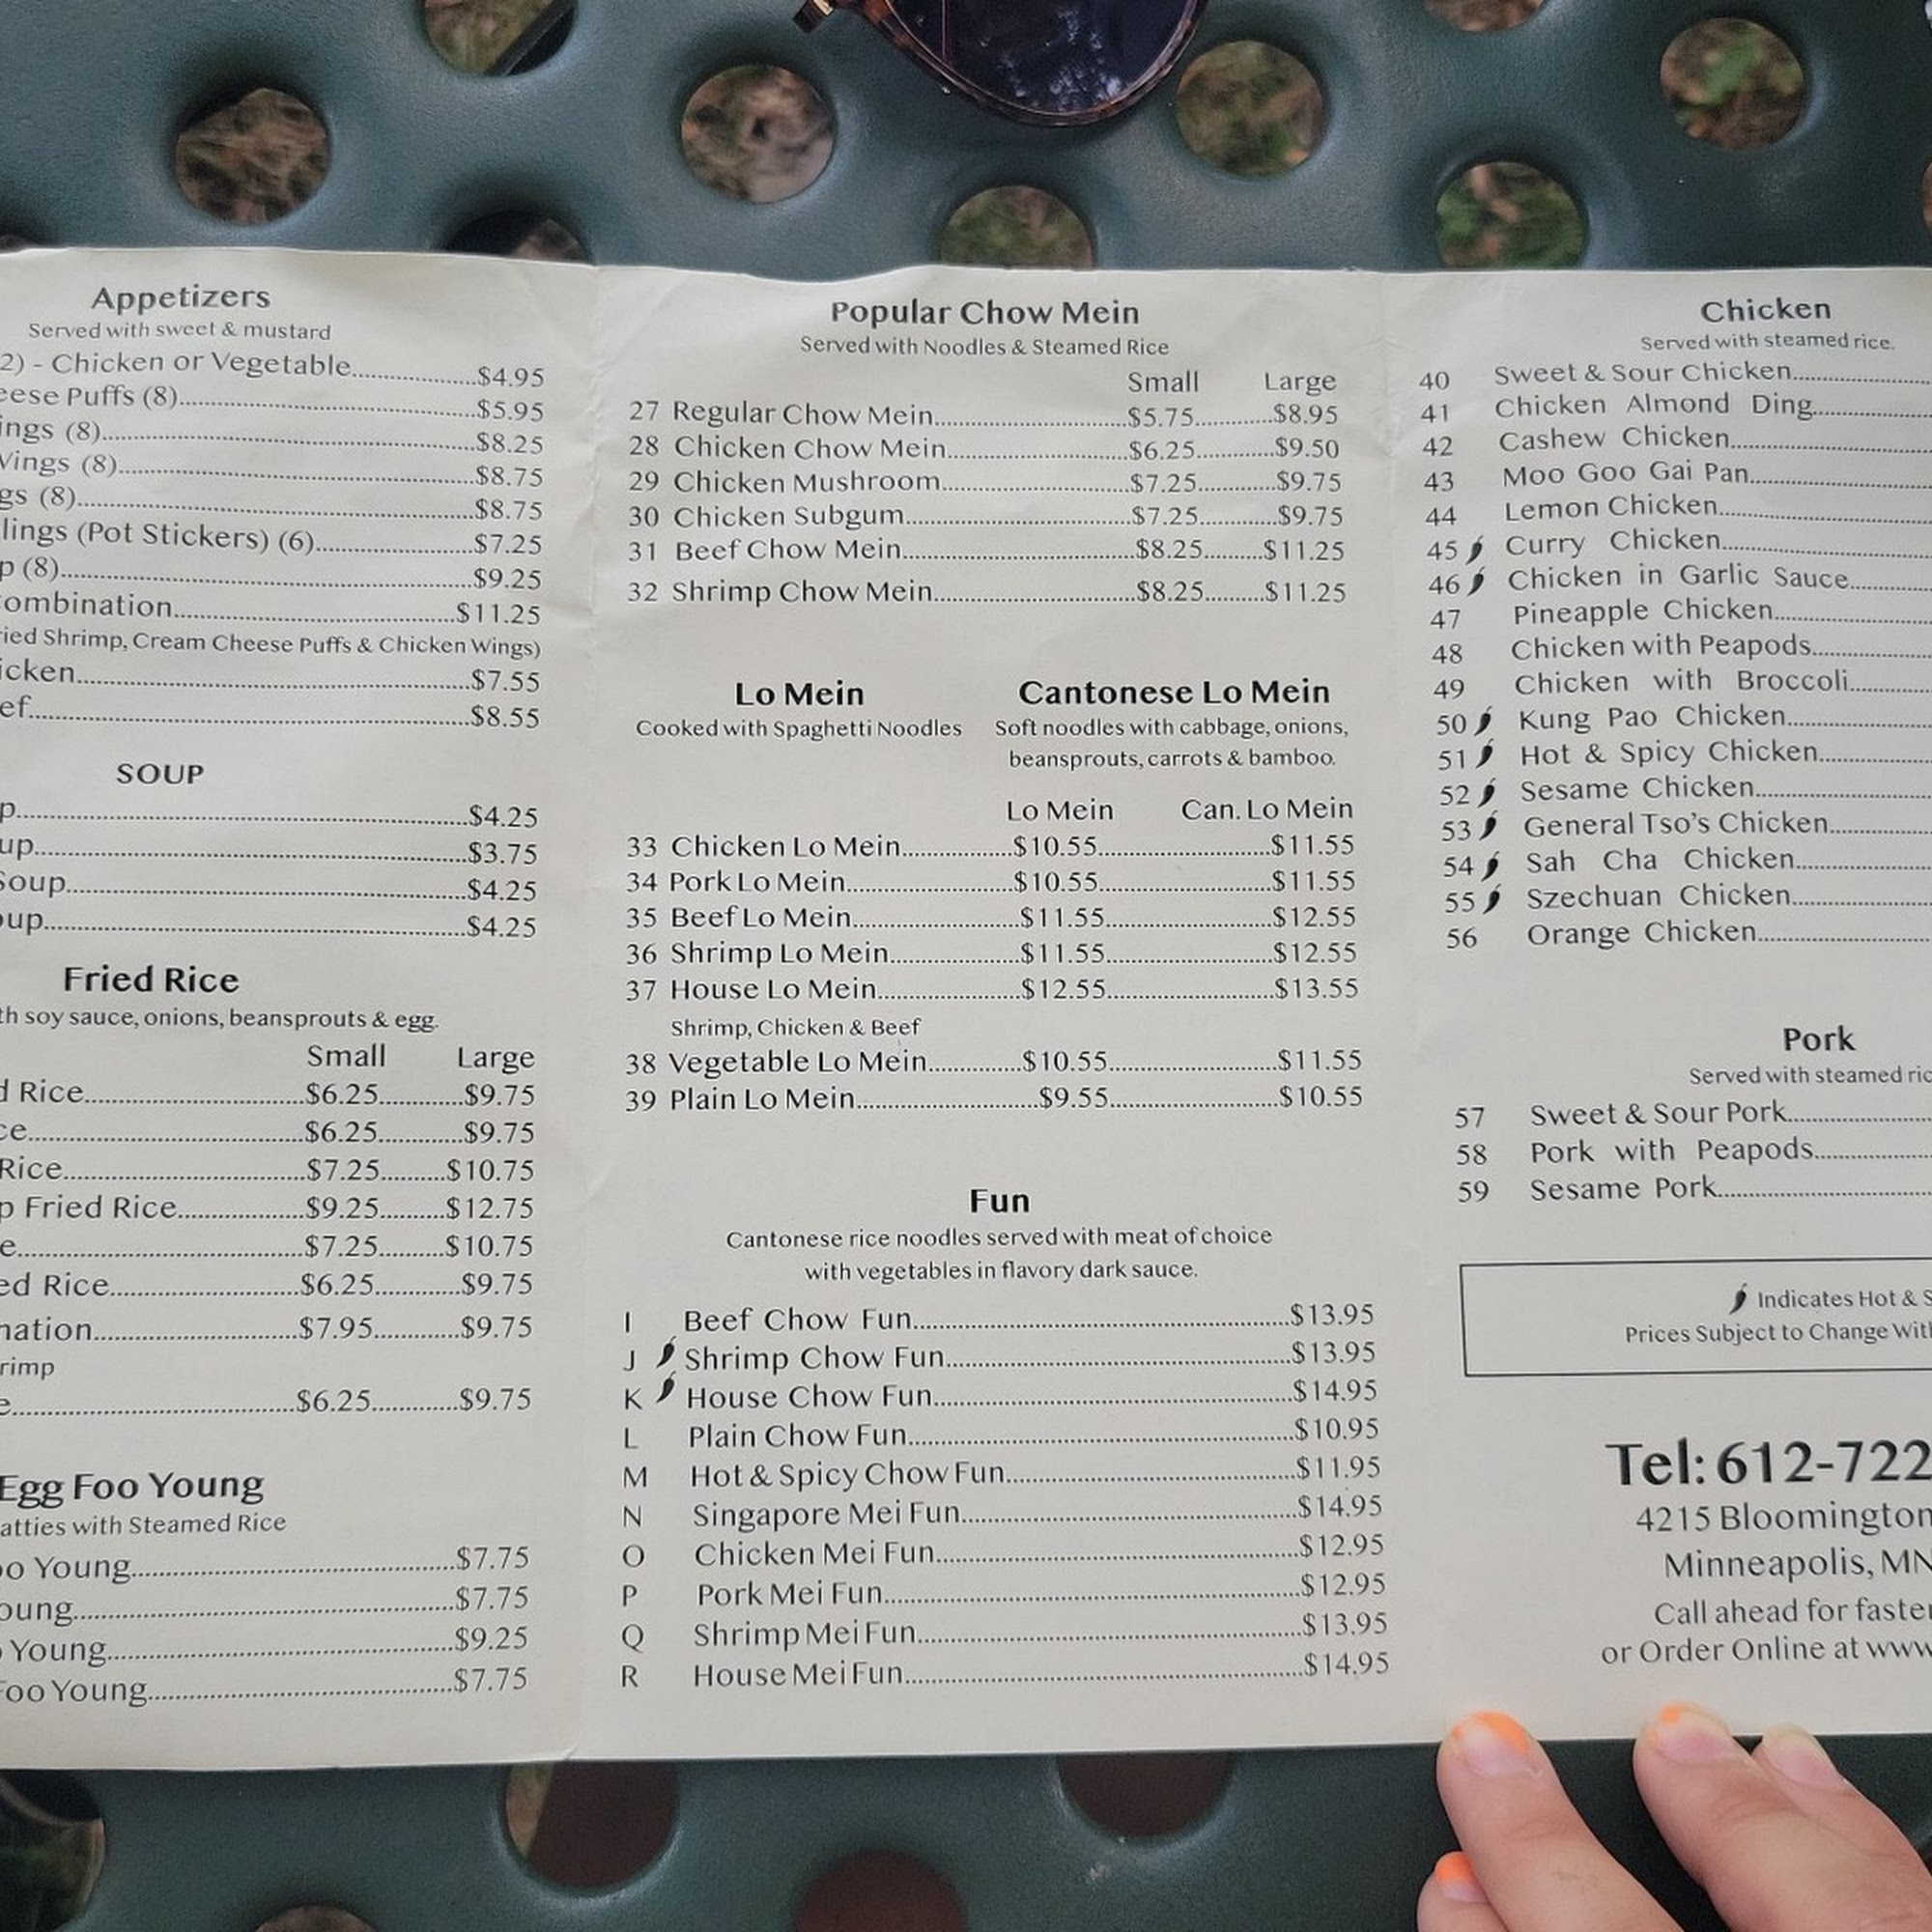 Appetizers
Served with sweet & mustard
2) - Chicken or Vegetable $4.95
Puffs (8) $5.95
(8) $8.25
(8) $8.75
(8) $8.75
(Pot Stickers) (6) $7.25
(8) $9.25
$11.25
Shrimp, Cream Cheese Puffs & Chicken Wings)
$7.55
$8.55
SOUP
$4.25
$3.75
Soup $4.25
$4.25
Fried Rice
soy sauce, onions, beansprouts & egg.
Small Large
Rice $6.25 $9.75
$6.25 $9.75
Rice $7.25 $10.75
Fried Rice $9.25 $12.75
$7.25 $10.75
Rice $6.25 $9.75
$7.95 $9.75
$6.25 $9.75
Egg Foo Young
with Steamed Rice
Young $7.75
$7.75
Young $9.25
Foo Young $7.75
Popular Chow Mein
Served with Noodles & Steamed Rice
Small Large
27 Regular Chow Mein $5.75 $8.95
28 Chicken Chow Mein $6.25 $9.50
29 Chicken Mushroom $7.25 $9.75
30 Chicken Subgum $7.25 $9.75
31 Beef Chow Mein $8.25 $11.25
32 Shrimp Chow Mein $8.25 $11.25
Lo Mein
Cooked with Spaghetti Noodles
Cantonese Lo Mein
Soft noodles with cabbage, onions,
beansprouts, carrots & bamboo.
Lo Mein Can. Lo Mein
33 Chicken Lo Mein $10.55 $11.55
34 Pork Lo Mein $10.55 $11.55
35 Beef Lo Mein $11.55 $12.55
36 Shrimp Lo Mein $11.55 $12.55
37 House Lo Mein $12.55 $13.55
Shrimp, Chicken & Beef
38 Vegetable Lo Mein $10.55 $11.55
39 Plain Lo Mein $9.55 $10.55
Fun
Cantonese rice noodles served with meat of choice
with vegetables in flavory dark sauce.
I Beef Chow Fun $13.95
J Shrimp Chow Fun $13.95
K House Chow Fun $14.95
L Plain Chow Fun $10.95
M Hot & Spicy Chow Fun $11.95
N Singapore Mei Fun $14.95
O Chicken Mei Fun $12.95
P Pork Mei Fun $12.95
Q Shrimp Mei Fun $13.95
R House Mei Fun $14.95
Chicken
Served with steamed rice.
40 Sweet & Sour Chicken
41 Chicken Almond Ding
42 Cashew Chicken
43 Moo Goo Gai Pan
44 Lemon Chicken
45 Curry Chicken
46 Chicken in Garlic Sauce
47 Pineapple Chicken
48 Chicken with Peapods
49 Chicken with Broccoli
50 Kung Pao Chicken
51 Hot & Spicy Chicken
52 Sesame Chicken
53 General Tso's Chicken
54 Sah Cha Chicken
55 Szechuan Chicken
56 Orange Chicken
Pork
Served with steamed
57 Sweet & Sour Pork
58 Pork with Peapods
59 Sesame Pork
Indicates Hot &
Prices Subject to Change
Tel: 612-722
4215 Bloomington
Minneapolis, MN
Call ahead for faster
or Order Online at www